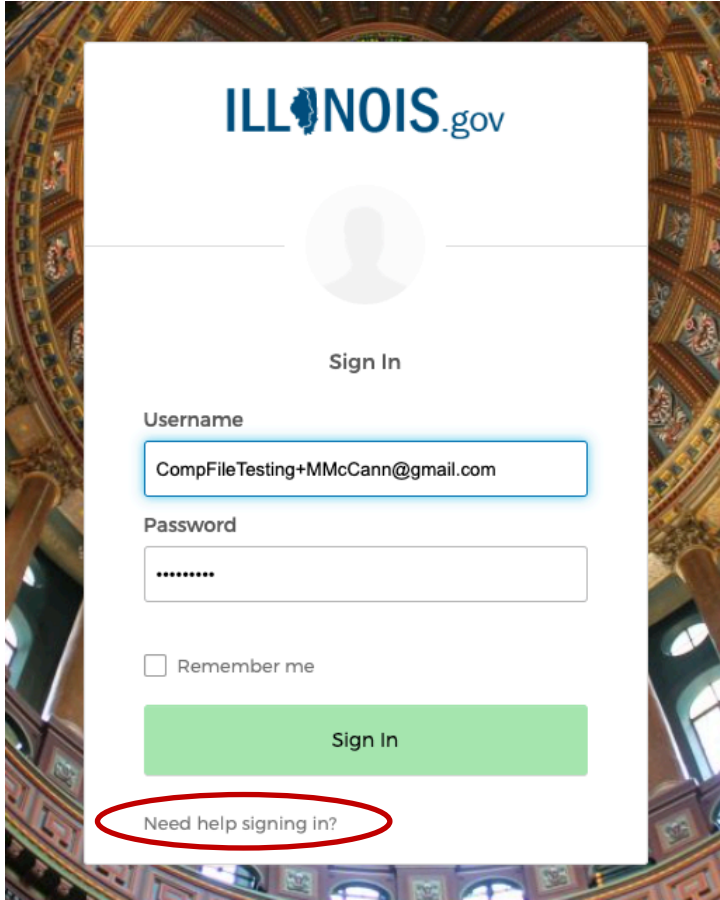 ILLINOIS.gov
Sign In
Username
CompFileTesting+MMcCann@gmail.com
Password
•••••••••
Remember me
Sign In
Need help signing in?